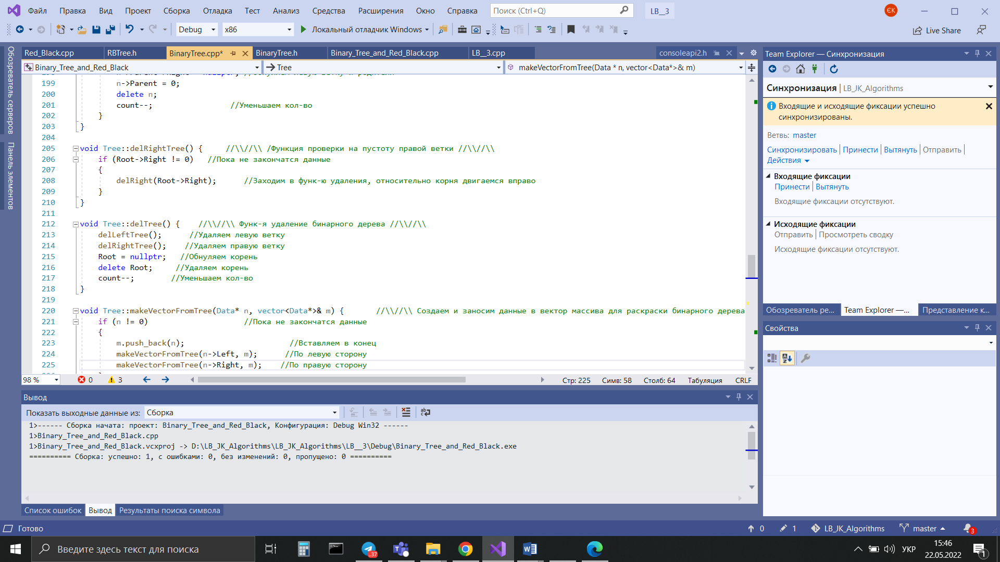 Файл Правка Вид Проект Сборка Отладка Тест Анализ Средства Расширения Окно Справка Поиск (Ctrl+Q) LB__3 ЄК
Debug x86 Локальный отладчик Windows Live Share
Обозреватель серверов
Панель элементов
Red_Black.cpp RBTree.h BinaryTree.cpp* BinaryTree.h Binary_Tree_and_Red_Black.cpp LB__3.cpp consoleapi2.h
Binary_Tree_and_Red_Black Tree makeVectorFromTree(Data * n, vector<Data*>& m)
199 n->Parent = 0;
200 delete n;
201 count--; //Уменьшаем кол-во
202 }
203 }
204
205 void Tree::delRightTree() { //\\//\\ /Функция проверки на пустоту правой ветки //\\//\\
206 if (Root->Right != 0) //Пока не закончатся данные
207 {
208 delRight(Root->Right); //Заходим в функ-ю удаления, относительно корня двигаемся вправо
209 }
210 }
211
212 void Tree::delTree() { //\\//\\ Функ-я удаление бинарного дерева //\\//\\
213 delLeftTree(); //Удаляем левую ветку
214 delRightTree(); //Удаляем правую ветку
215 Root = nullptr; //Обнуляем корень
216 delete Root; //Удаляем корень
217 count--; //Уменьшаем кол-во
218 }
219
220 void Tree::makeVectorFromTree(Data* n, vector<Data*>& m) { //\\//\\ Создаем и заносим данные в вектор массива для раскраски бинарного дерева
221 if (n != 0) //Пока не закончатся данные
222 {
223 m.push_back(n); //Вставляем в конец
224 makeVectorFromTree(n->Left, m); //По левую сторону
225 makeVectorFromTree(n->Right, m); //По правую сторону
98 % 0 3 Стр: 225 Симв: 58 Столб: 64 Табуляция CRLF
Вывод
Показать выходные данные из: Сборка
1>------ Сборка начата: проект: Binary_Tree_and_Red_Black, Конфигурация: Debug Win32 ------
1>Binary_Tree_and_Red_Black.cpp
1>Binary_Tree_and_Red_Black.vcxproj -> D:\LB_JK_Algorithms\LB_JK_Algorithms\LB__3\Debug\Binary_Tree_and_Red_Black.exe
========== Сборка: успешно: 1, с ошибками: 0, без изменений: 0, пропущено: 0 ==========
Список ошибок Вывод Результаты поиска символа
Team Explorer — Синхронизация
Синхронизация | LB_JK_Algorithms
Входящие и исходящие фиксации успешно
синхронизированы.
Ветвь: master
Синхронизировать Принести Вытянуть Отправить
Действия
Входящие фиксации
Принести Вытянуть
Входящие фиксации отсутствуют.
Исходящие фиксации
Отправить Просмотреть сводку
Исходящие фиксации отсутствуют.
Обозреватель ре... Team Explorer —... Представление к...
Свойства
Готово 0 1 LB_JK_Algorithms master 3
Введите здесь текст для поиска ..37 УКР 15:46
22.05.2022 1